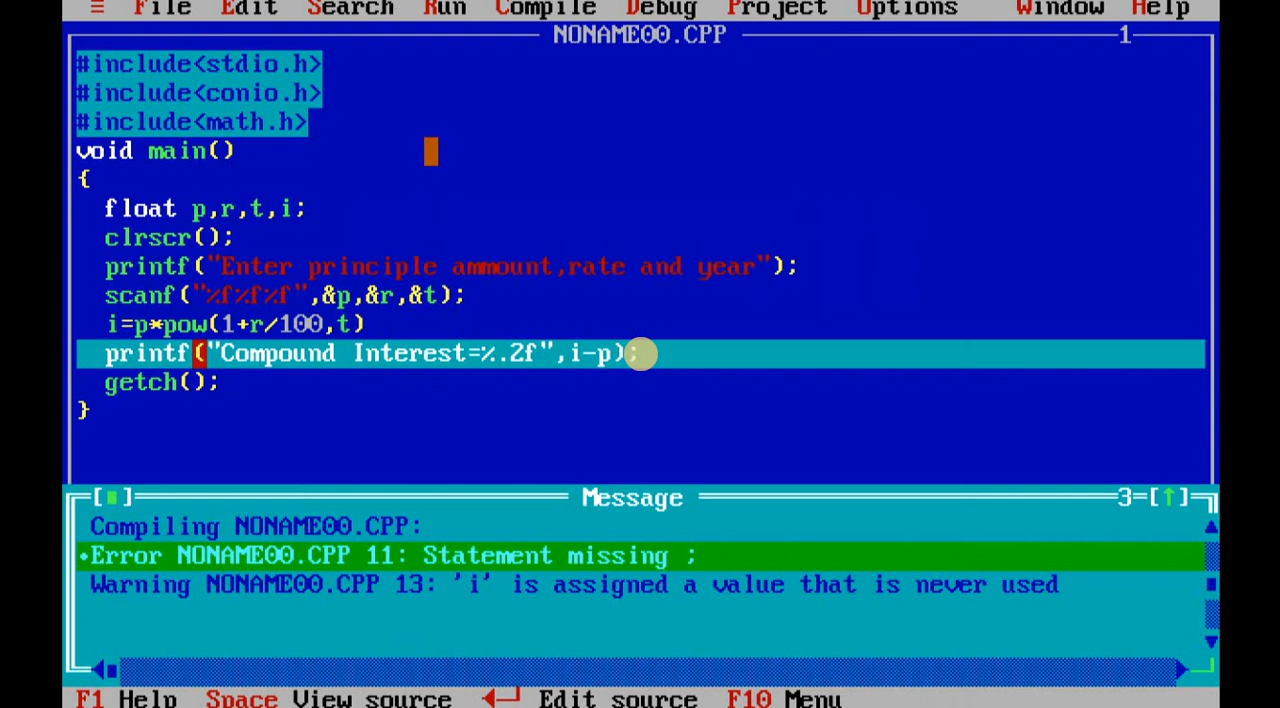 ≡ File Edit Search Run Compile Debug Project Options Window Help
NONAME00.CPP 1
#include<stdio.h>
#include<conio.h>
#include<math.h>
void main()
{
float p,r,t,i;
clrscr();
printf("Enter principle ammount,rate and year");
scanf("%f%f%f",&p,&r,&t);
i=p*pow(1+r/100,t)
printf("Compound Interest=%.2f",i-p);
getch();
}
Message 3
Compiling NONAME00.CPP:
•Error NONAME00.CPP 11: Statement missing ;
Warning NONAME00.CPP 13: 'i' is assigned a value that is never used
F1 Help Space View source ◄─┘ Edit source F10 Menu